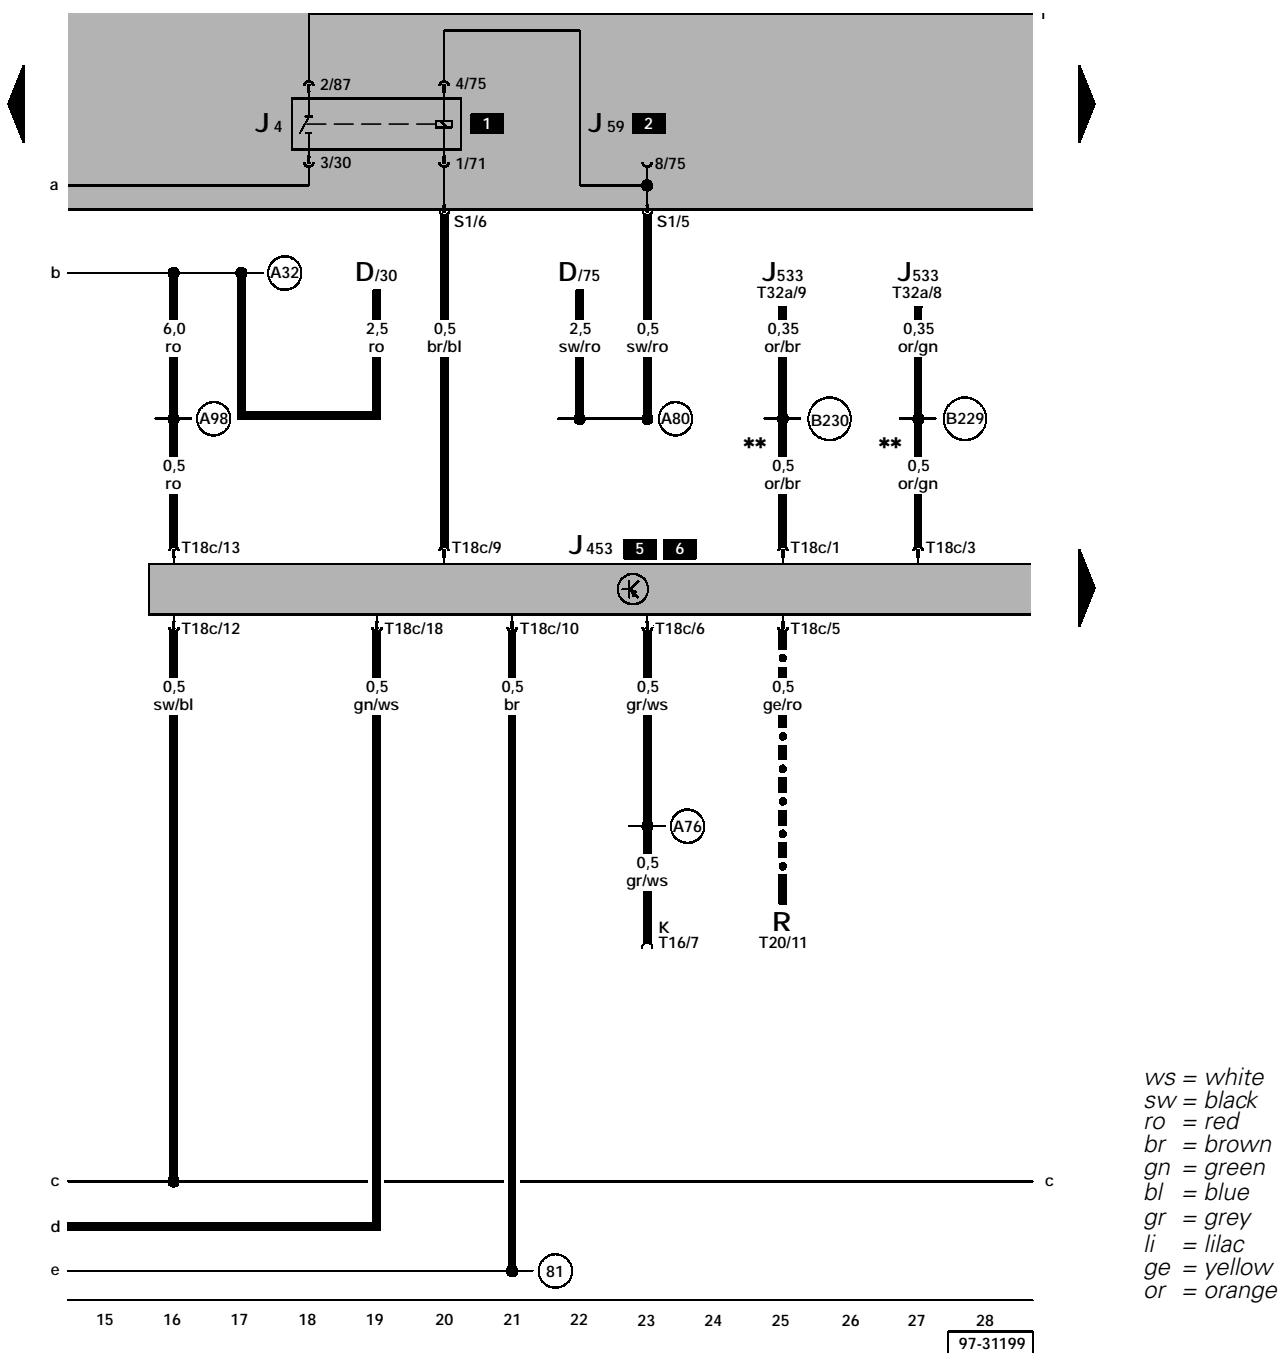 2/87
4/75
J 4
1
J 59
2
3/30
1/71
8/75
a
S1/6
S1/5
b
A32
D/30
D/75
J533
T32a/9
J533
T32a/8
6,0
ro
2,5
ro
0,5
br/bl
2,5
sw/ro
0,5
sw/ro
0,35
or/br
0,35
or/gn
A98
A80
B230
B229
**
**
0,5
ro
0,5
or/br
0,5
or/gn
T18c/13
T18c/9
J 453
5
6
T18c/1
T18c/3
T18c/12
T18c/18
T18c/10
T18c/6
T18c/5
0,5
sw/bl
0,5
gn/ws
0,5
br
0,5
gr/ws
0,5
ge/ro
A76
0,5
gr/ws
K
T16/7
R
T20/11
ws = white
sw = black
ro = red
br = brown
gn = green
bl = blue
gr = grey
li = lilac
ge = yellow
or = orange
c
c
d
e
81
15 16 17 18 19 20 21 22 23 24 25 26 27 28
97-31199